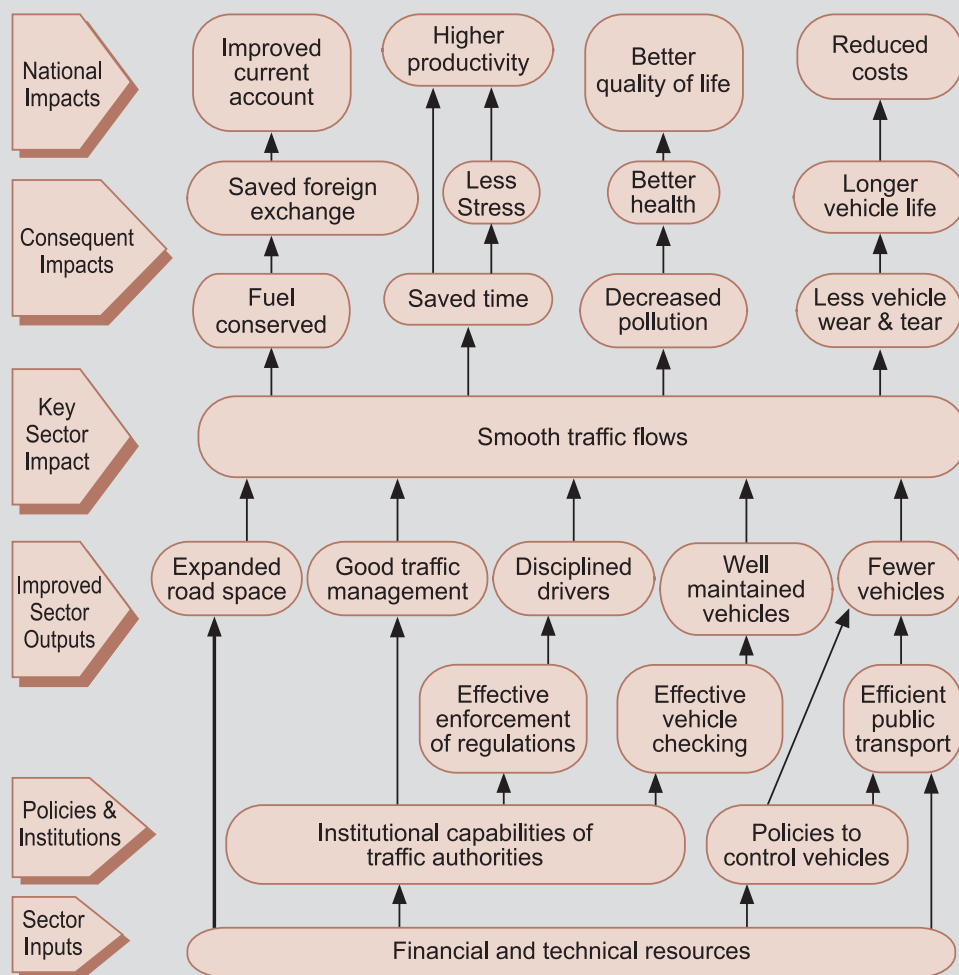 National
Impacts
Improved
current
account
Higher
productivity
Better
quality of life
Reduced
costs
Consequent
Impacts
Saved foreign
exchange
Less
Stress
Better
health
Longer
vehicle life
Fuel
conserved
Saved time
Decreased
pollution
Less vehicle
wear & tear
Key
Sector
Impact
Smooth traffic flows
Improved
Sector
Outputs
Expanded
road space
Good traffic
management
Disciplined
drivers
Well
maintained
vehicles
Fewer
vehicles
Effective
enforcement
of regulations
Effective
vehicle
checking
Efficient
public
transport
Policies &
Institutions
Institutional capabilities of
traffic authorities
Policies to
control vehicles
Sector
Inputs
Financial and technical resources